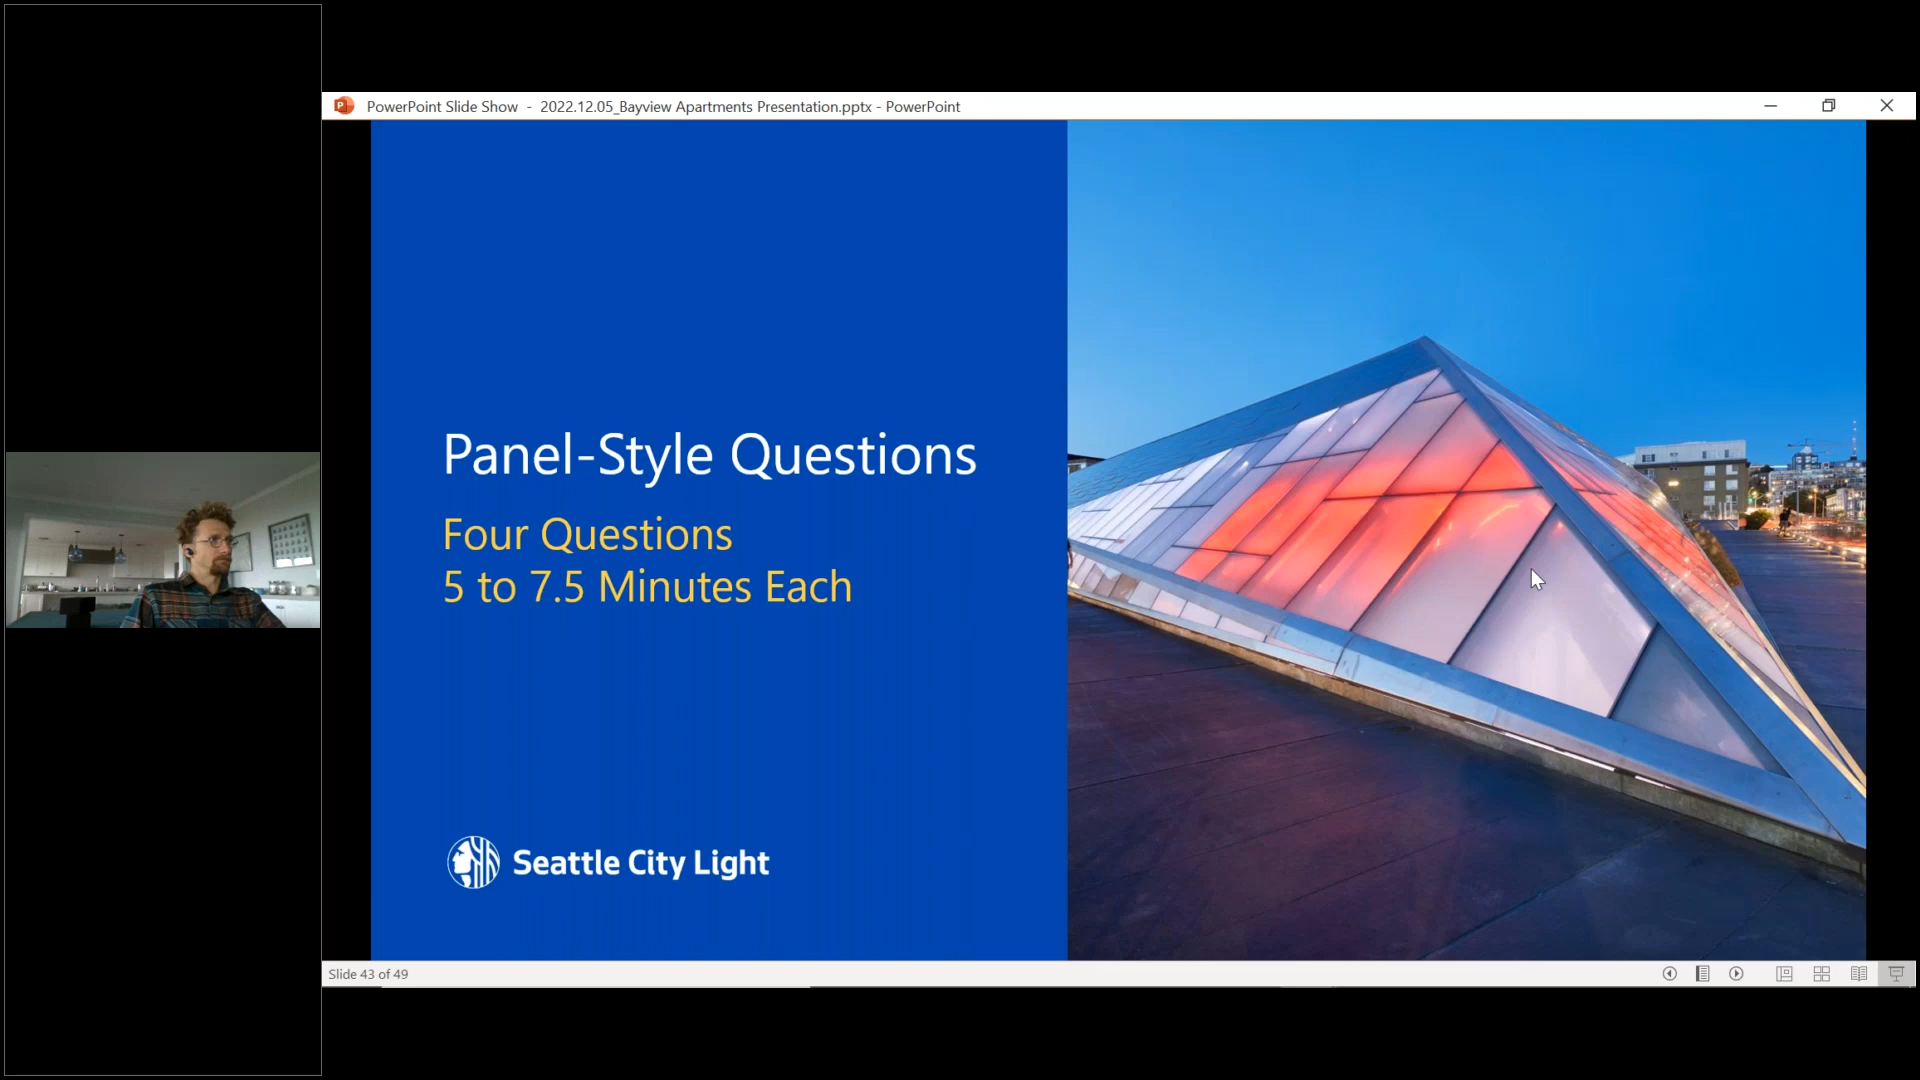 PowerPoint Slide Show - 2022.12.05_Bayview Apartments Presentation.pptx - PowerPoint
Panel-Style Questions
Four Questions
5 to 7.5 Minutes Each
Seattle City Light
Slide 43 of 49